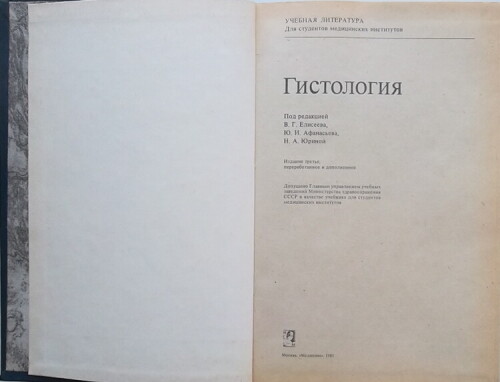 УЧЕБНАЯ ЛИТЕРАТУРА
Для студентов медицинских институтов
Гистология
Под редакцией
В. Г. Елисеева,
Ю. И. Афанасьева,
Н. А. Юриной
Издание третье,
переработанное и дополненное
Допущено Главным управлением учебных
заведений Министерства здравоохранения
СССР в качестве учебника для студентов
медицинских институтов
Москва, «Медицина», 1983